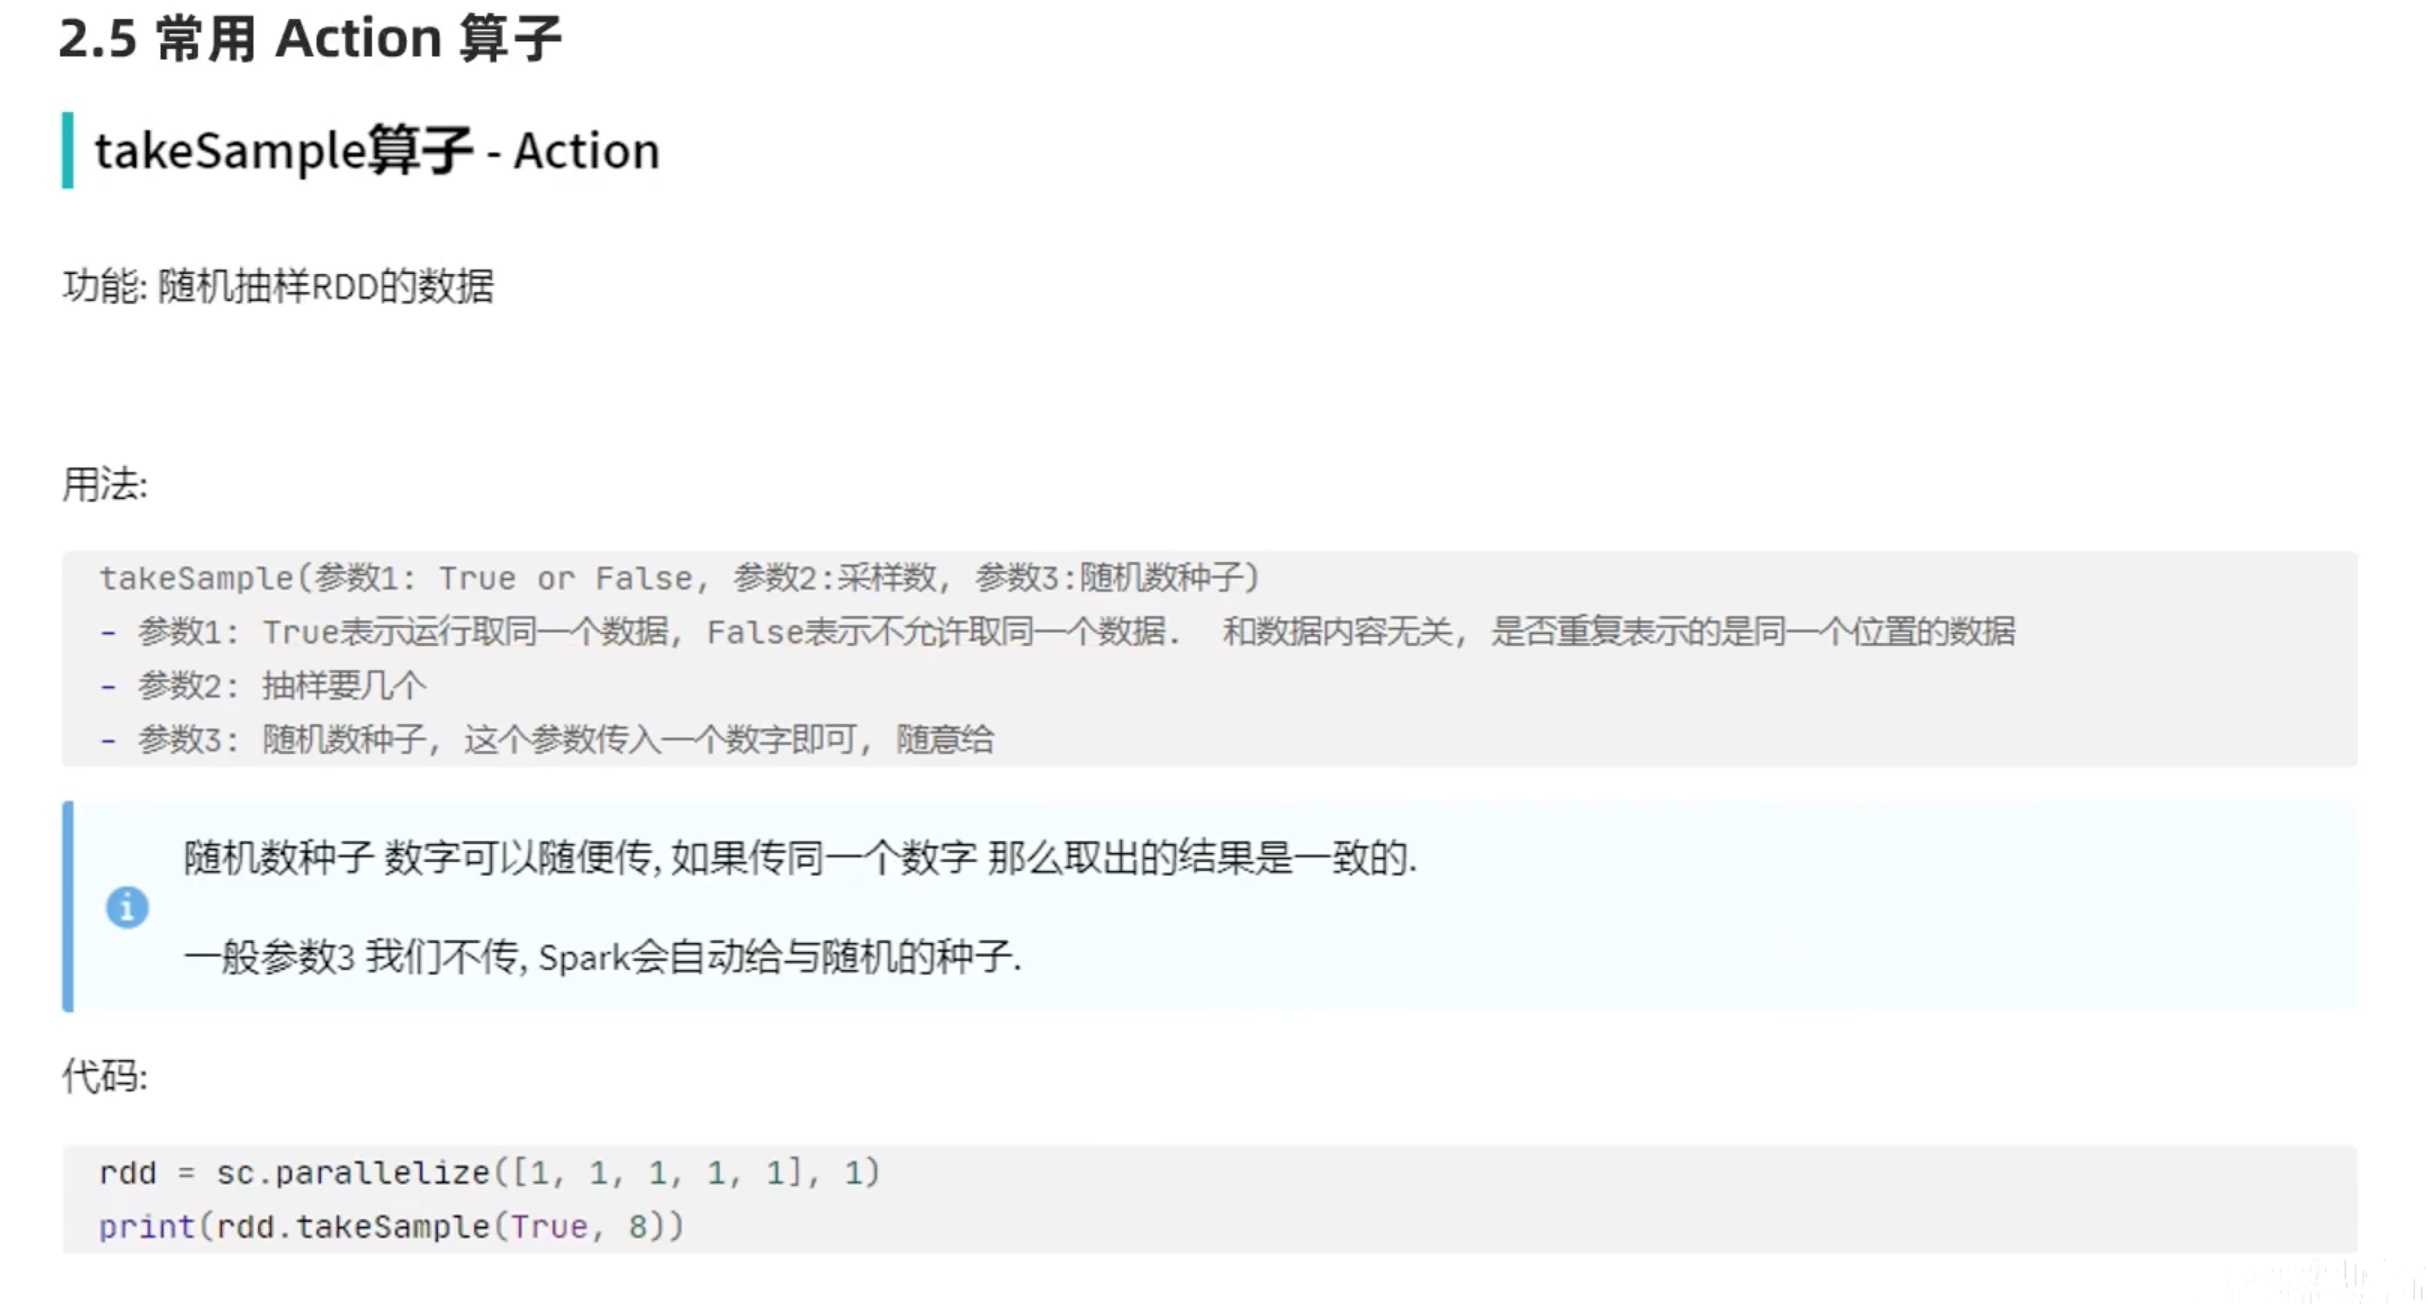 2.5 常用 Action 算子
takeSample算子 - Action
功能: 随机抽样RDD的数据
用法:
takeSample(参数1: True or False, 参数2:采样数, 参数3:随机数种子)
- 参数1: True表示运行取同一个数据, False表示不允许取同一个数据. 和数据内容无关, 是否重复表示的是同一个位置的数据
- 参数2: 抽样要几个
- 参数3: 随机数种子, 这个参数传入一个数字即可, 随意给
随机数种子 数字可以随便传, 如果传同一个数字 那么取出的结果是一致的.
一般参数3 我们不传, Spark会自动给与随机的种子.
代码:
rdd = sc.parallelize([1, 1, 1, 1, 1], 1)
print(rdd.takeSample(True, 8))